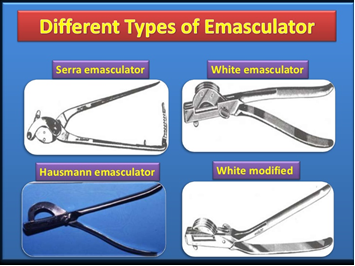 Different Types of Emasculator
Serra emasculator
White emasculator
Hausmann emasculator
White modified